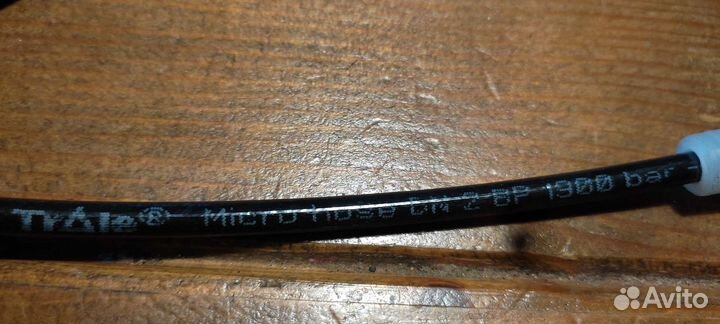 TrAle® Micro hose DN 2 BP 1900 bar
Avito